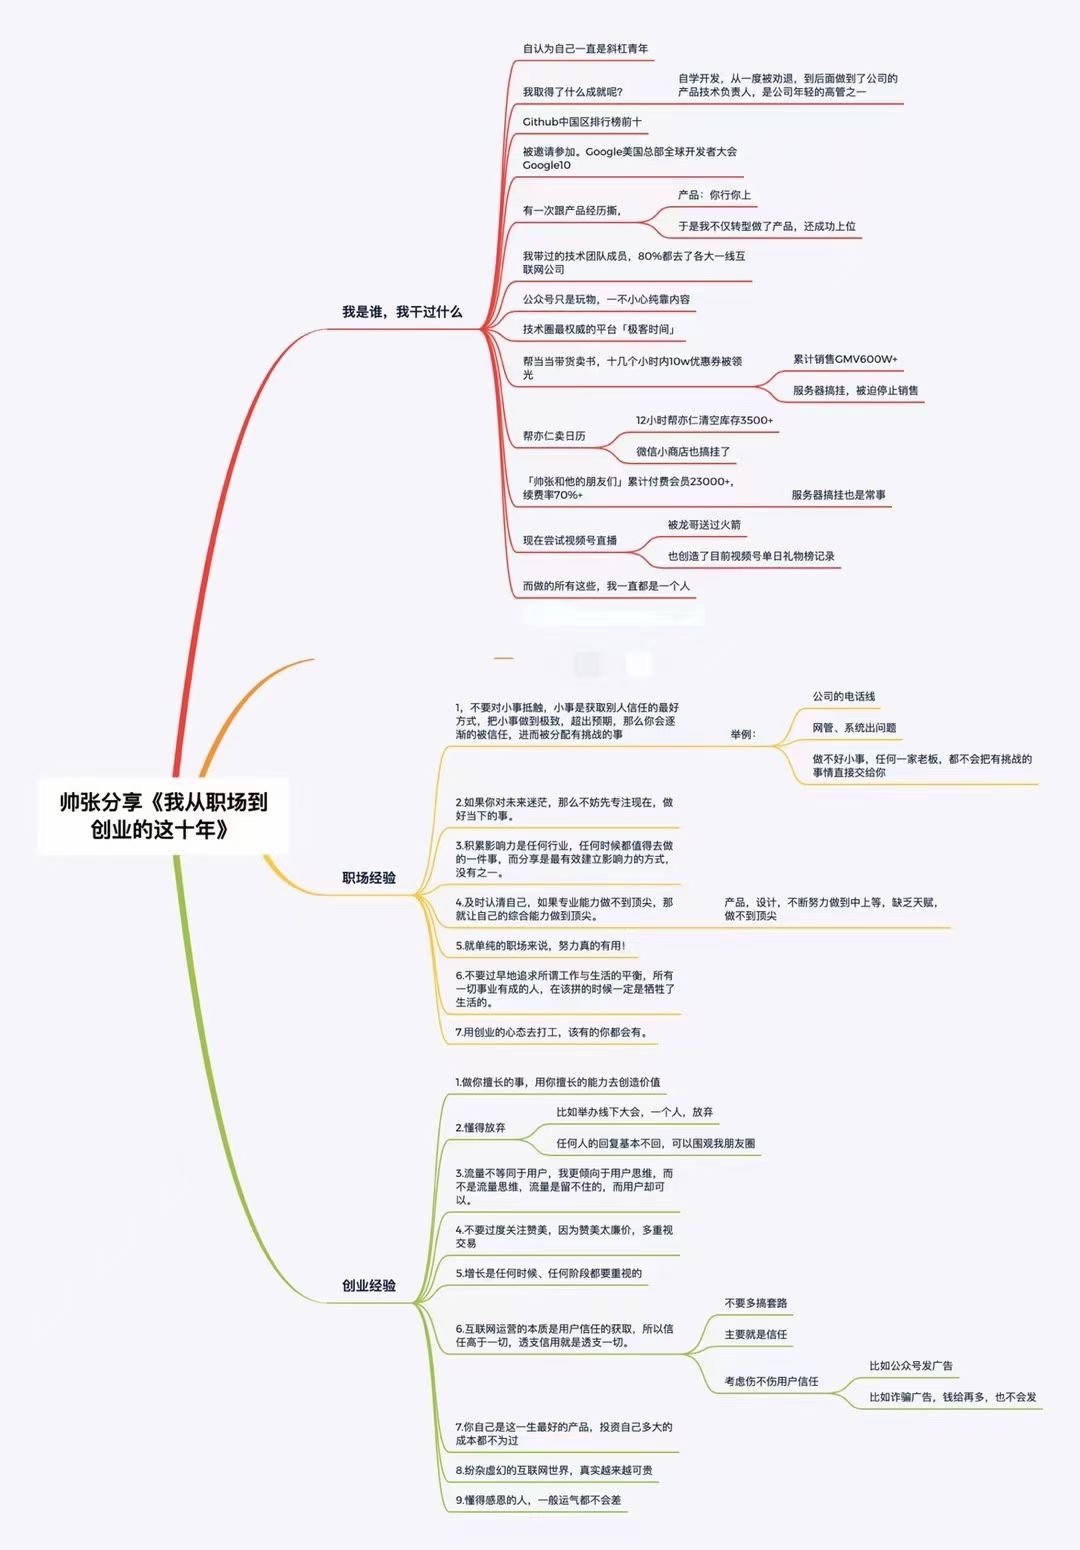 帅张分享《我从职场到
创业的这十年》
我是谁，我干过什么
自认为自己一直是斜杠青年
我取得了什么成就呢？
自学开发，从一度被劝退，到后面做到了公司的
产品技术负责人，是公司年轻的高管之一
Github中国区排行榜前十
被邀请参加。Google美国总部全球开发者大会
Google10
有一次跟产品经历撕，
产品：你行你上
于是我不仅转型做了产品，还成功上位
我带过的技术团队成员，80%都去了各大一线互
联网公司
公众号只是玩物，一不小心纯靠内容
技术圈最权威的平台「极客时间」
帮当当带货卖书，十几个小时内10w优惠券被领
光
累计销售GMV600W+
服务器搞挂，被迫停止销售
帮亦仁卖日历
12小时帮亦仁清空库存3500+
微信小商店也搞挂了
「帅张和他的朋友们」累计付费会员23000+，
续费率70%+
服务器搞挂也是常事
现在尝试视频号直播
被龙哥送过火箭
也创造了目前视频号单日礼物榜记录
而做的所有这些，我一直都是一个人
职场经验
1，不要对小事抵触，小事是获取别人信任的最好
方式，把小事做到极致，超出预期，那么你会逐
渐的被信任，进而被分配有挑战的事
举例：
公司的电话线
网管、系统出问题
做不好小事，任何一家老板，都不会把有挑战的
事情直接交给你
2.如果你对未来迷茫，那么不妨先专注现在，做
好当下的事。
3.积累影响力是任何行业，任何时候都值得去做
的一件事，而分享是最有效建立影响力的方式，
没有之一。
4.及时认清自己，如果专业能力做不到顶尖，那
就让自己的综合能力做到顶尖。
产品，设计，不断努力做到中上等，缺乏天赋，
做不到顶尖
5.就单纯的职场来说，努力真的有用！
6.不要过早地追求所谓工作与生活的平衡，所有
一切事业有成的人，在该拼的时候一定是牺牲了
生活的。
7.用创业的心态去打工，该有的你都会有。
创业经验
1.做你擅长的事，用你擅长的能力去创造价值
2.懂得放弃
比如举办线下大会，一个人，放弃
任何人的回复基本不回，可以围观我朋友圈
3.流量不等同于用户，我更倾向于用户思维，而
不是流量思维，流量是留不住的，而用户却可
以。
4.不要过度关注赞美，因为赞美太廉价，多重视
交易
5.增长是任何时候、任何阶段都要重视的
6.互联网运营的本质是用户信任的获取，所以信
任高于一切，透支信用就是透支一切。
不要多搞套路
主要就是信任
考虑伤不伤用户信任
比如公众号发广告
比如诈骗广告，钱给再多，也不会发
7.你自己是这一生最好的产品，投资自己多大的
成本都不为过
8.纷杂虚幻的互联网世界，真实越来越可贵
9.懂得感恩的人，一般运气都不会差